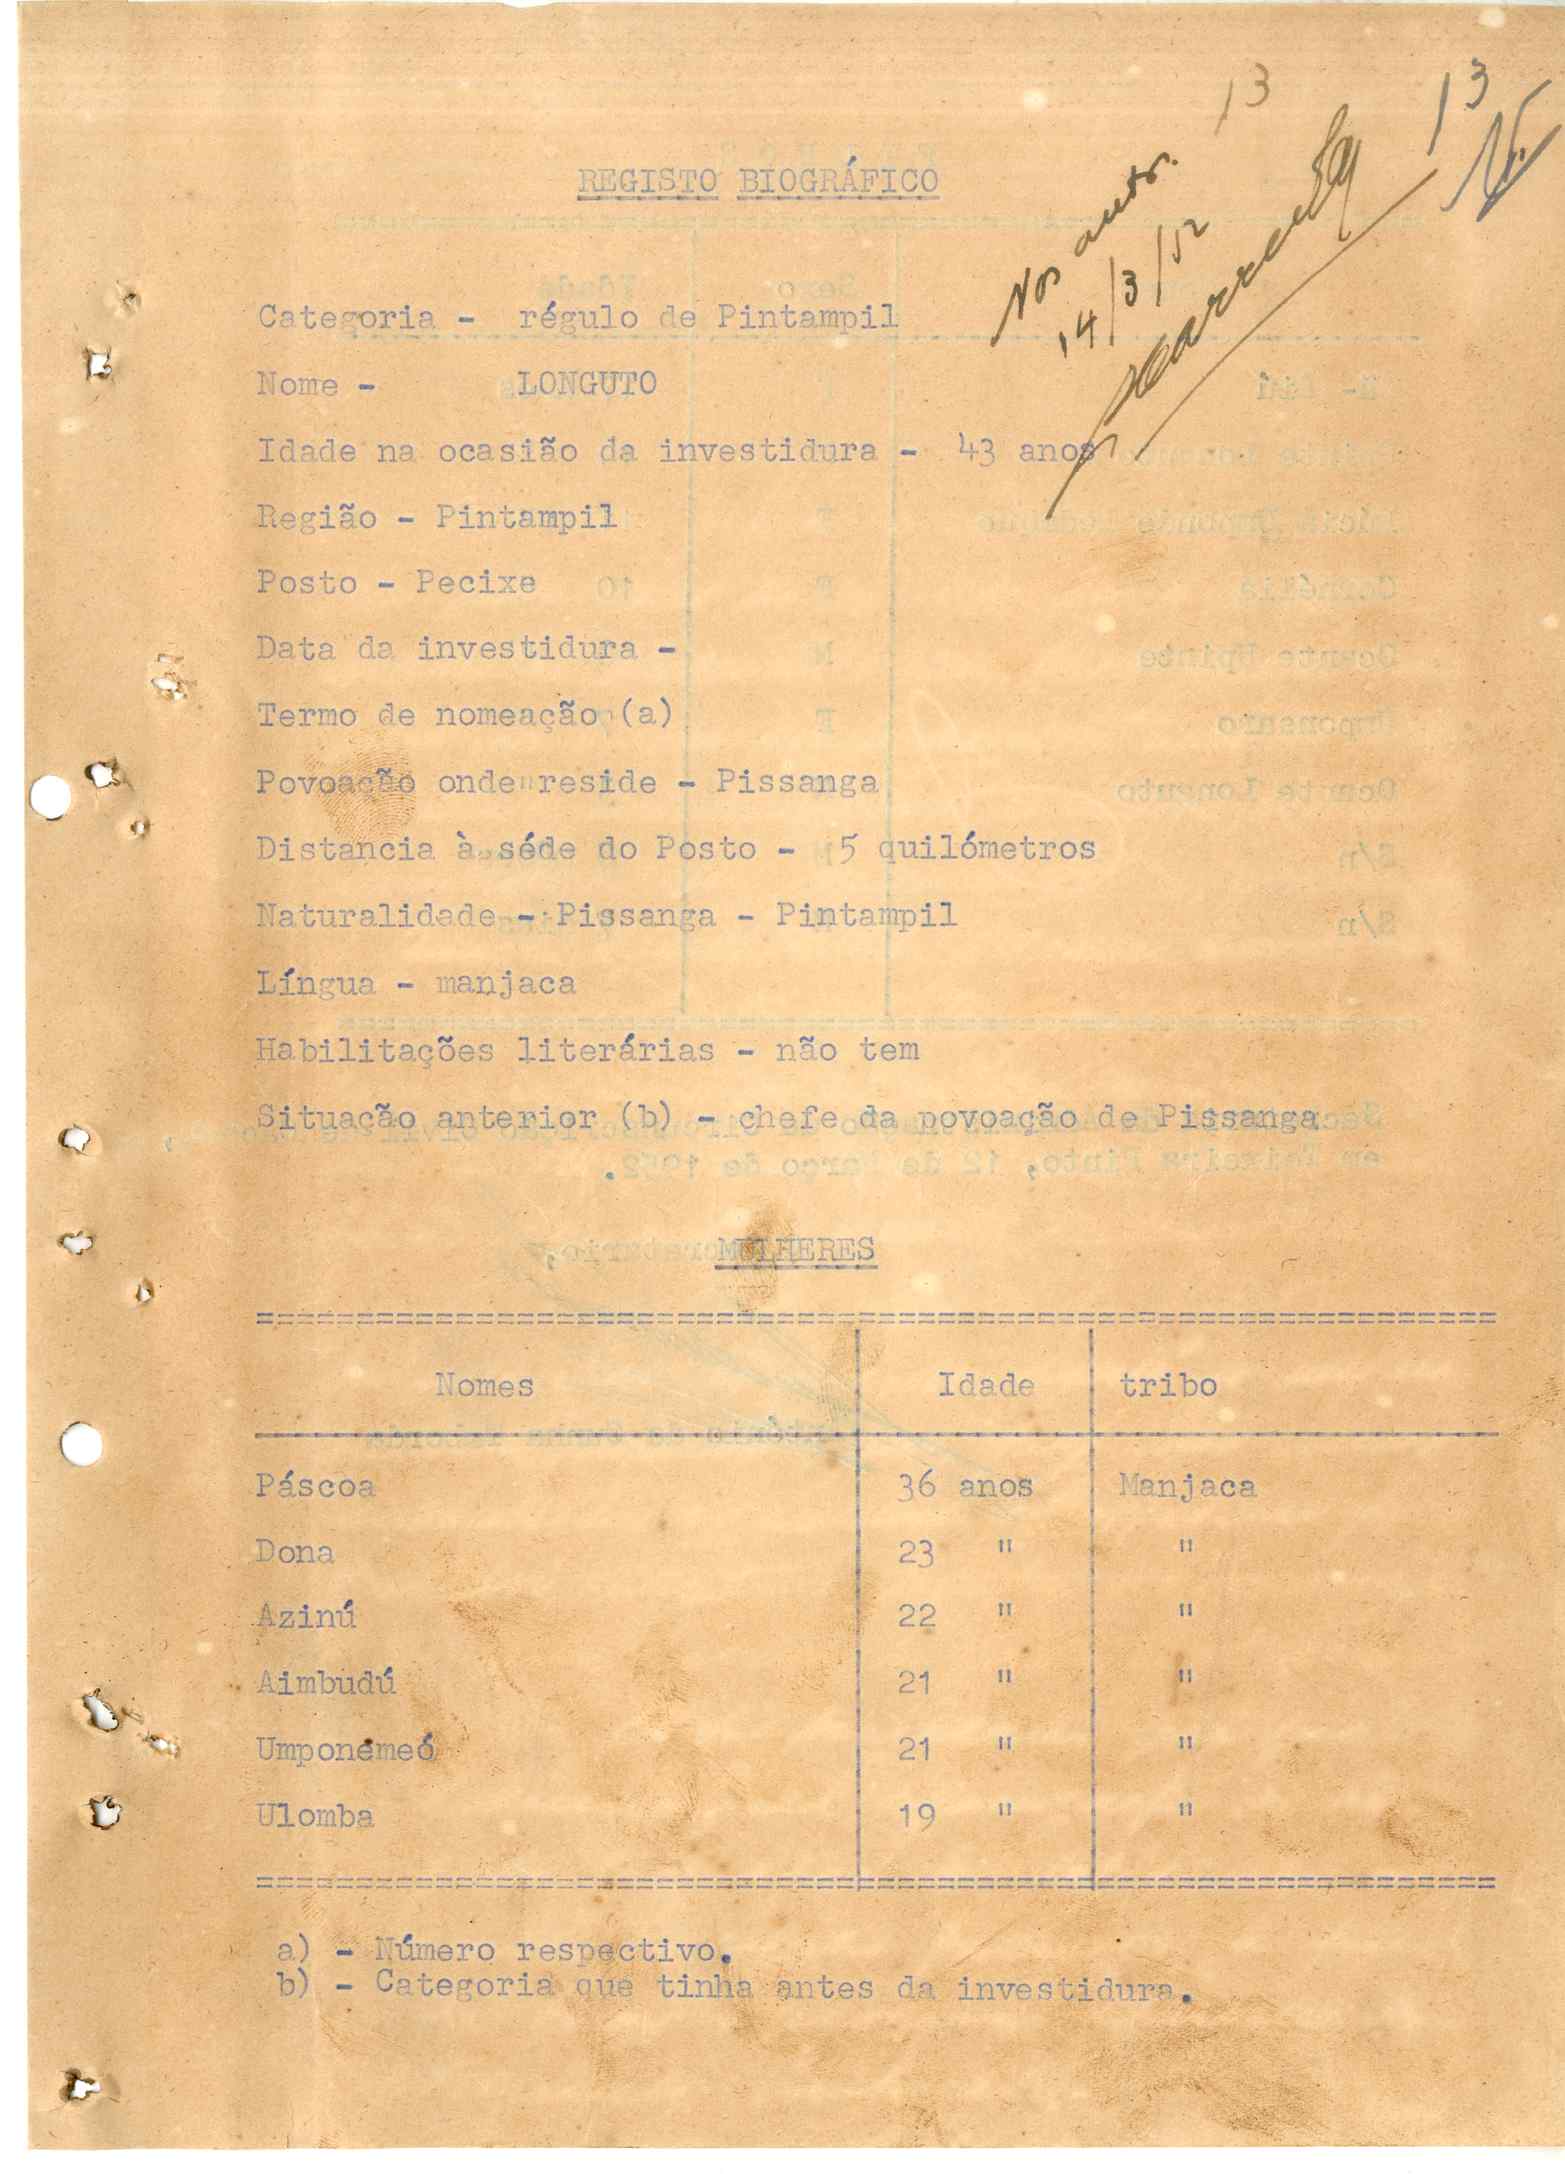 13
13
Nos autos.
14/3/52
REGISTO BIOGRÁFICO
Categoria - régulo de Pintampil
Nome - LONGUTO
Idade na ocasião da investidura - 43 anos
Região - Pintampil
Posto - Pecixe
Data da investidura -
Termo de nomeação (a)
Povoação onde reside - Pissanga
Distancia à séde do Posto - 5 quilómetros
Naturalidade - Pissanga - Pintampil
Língua - manjaca
Habilitações literárias - não tem
Situação anterior (b) - chefe da povoação de Pissanga
MULHERES
Nomes Idade tribo
Páscoa 36 anos Manjaca
Dona 23 " "
Azinú 22 " "
Aimbudú 21 " "
Umponemeó 21 " "
Ulomba 19 " "
a) - Número respectivo.
b) - Categoria que tinha antes da investidura.